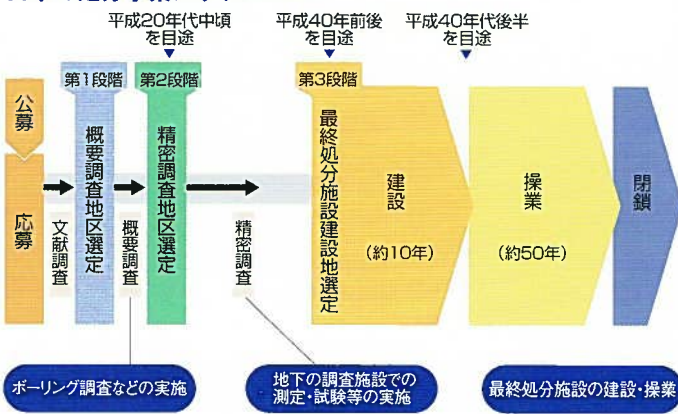 平成20年代中頃
を目途
平成40年前後
を目途
平成40年代後半
を目途
公募
応募
文献調査
第1段階
概要調査地区選定
概要調査
第2段階
精密調査地区選定
精密調査
第3段階
最終処分施設建設地選定
建設
(約10年)
操業
(約50年)
閉鎖
ボーリング調査などの実施
地下の調査施設での
測定・試験等の実施
最終処分施設の建設・操業